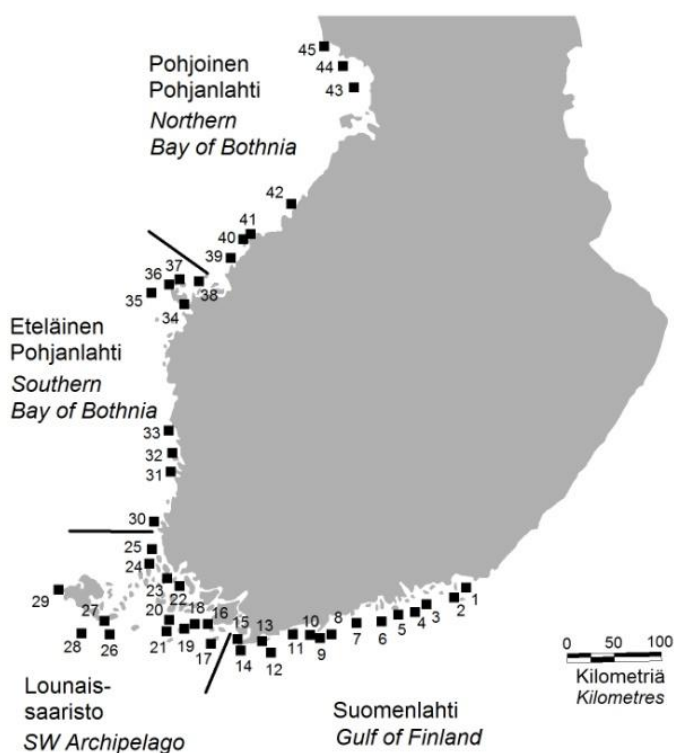 45
44
43
Pohjoinen
Pohjanlahti
Northern
Bay of Bothnia
42
41
40
39
37
36
38
35
34
Eteläinen
Pohjanlahti
Southern
Bay of Bothnia
33
32
31
30
25
24
23
22
29
27
28
26
20
21
18
19
16
17
15
14
13
12
11
10
9
8
7
6
5
4
3
2
1
0 50 100
Kilometriä
Kilometres
Lounais-
saaristo
SW Archipelago
Suomenlahti
Gulf of Finland